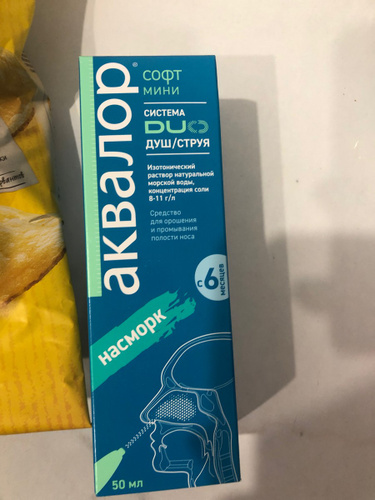 аквалор®
СОФТ
МИНИ
СИСТЕМА
DUO
ДУШ/СТРУЯ
Изотонический
раствор натуральной
морской воды,
концентрация соли
8-11 г/л
Средство
для орошения
и промывания
полости носа
с 6
месяцев
насморк
50 мл